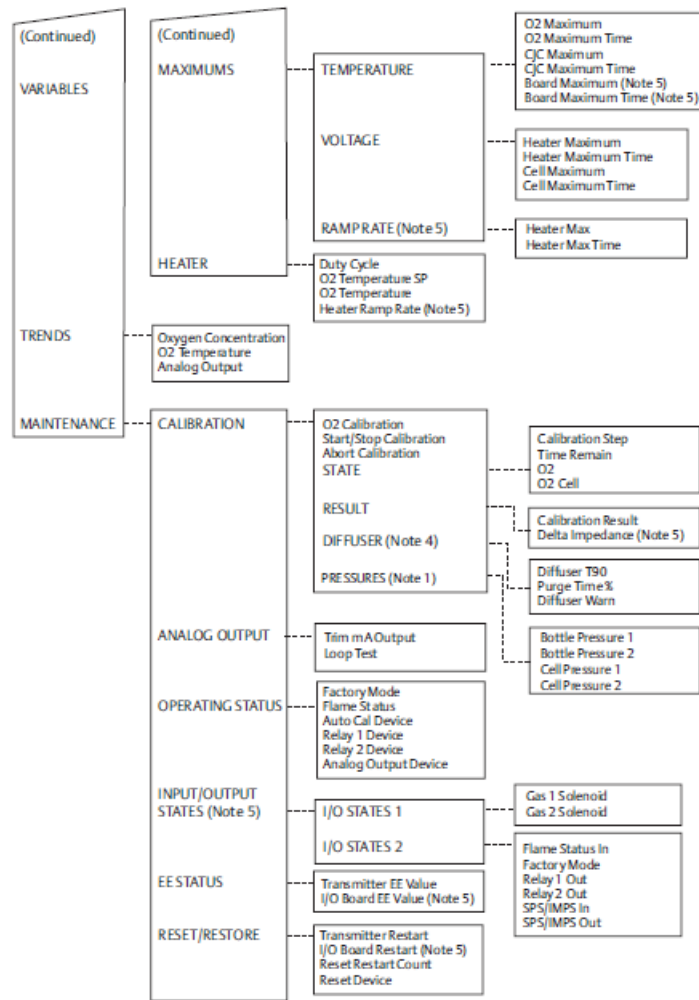 (Continued)
VARIABLES
TRENDS
MAINTENANCE
(Continued)
MAXIMUMS
HEATER
TEMPERATURE
VOLTAGE
RAMP RATE (Note 5)
O2 Maximum
O2 Maximum Time
CJC Maximum
CJC Maximum Time
Board Maximum (Note 5)
Board Maximum Time (Note 5)
Heater Maximum
Heater Maximum Time
Cell Maximum
Cell Maximum Time
Heater Max
Heater Max Time
Duty Cycle
O2 Temperature SP
O2 Temperature
Heater Ramp Rate (Note 5)
Oxygen Concentration
O2 Temperature
Analog Output
CALIBRATION
ANALOG OUTPUT
OPERATING STATUS
INPUT/OUTPUT
STATES (Note 5)
EE STATUS
RESET/RESTORE
O2 Calibration
Start/Stop Calibration
Abort Calibration
STATE
RESULT
DIFFUSER (Note 4)
PRESSURES (Note 1)
Calibration Step
Time Remain
O2
O2 Cell
Calibration Result
Delta Impedance (Note 5)
Diffuser T90
Purge Time %
Diffuser Warn
Bottle Pressure 1
Bottle Pressure 2
Cell Pressure 1
Cell Pressure 2
Trim mA Output
Loop Test
Factory Mode
Flame Status
Auto Cal Device
Relay 1 Device
Relay 2 Device
Analog Output Device
I/O STATES 1
I/O STATES 2
Gas 1 Solenoid
Gas 2 Solenoid
Flame Status In
Factory Mode
Relay 1 Out
Relay 2 Out
SPS/IMPS In
SPS/IMPS Out
Transmitter EE Value
I/O Board EE Value (Note 5)
Transmitter Restart
I/O Board Restart (Note 5)
Reset Restart Count
Reset Device